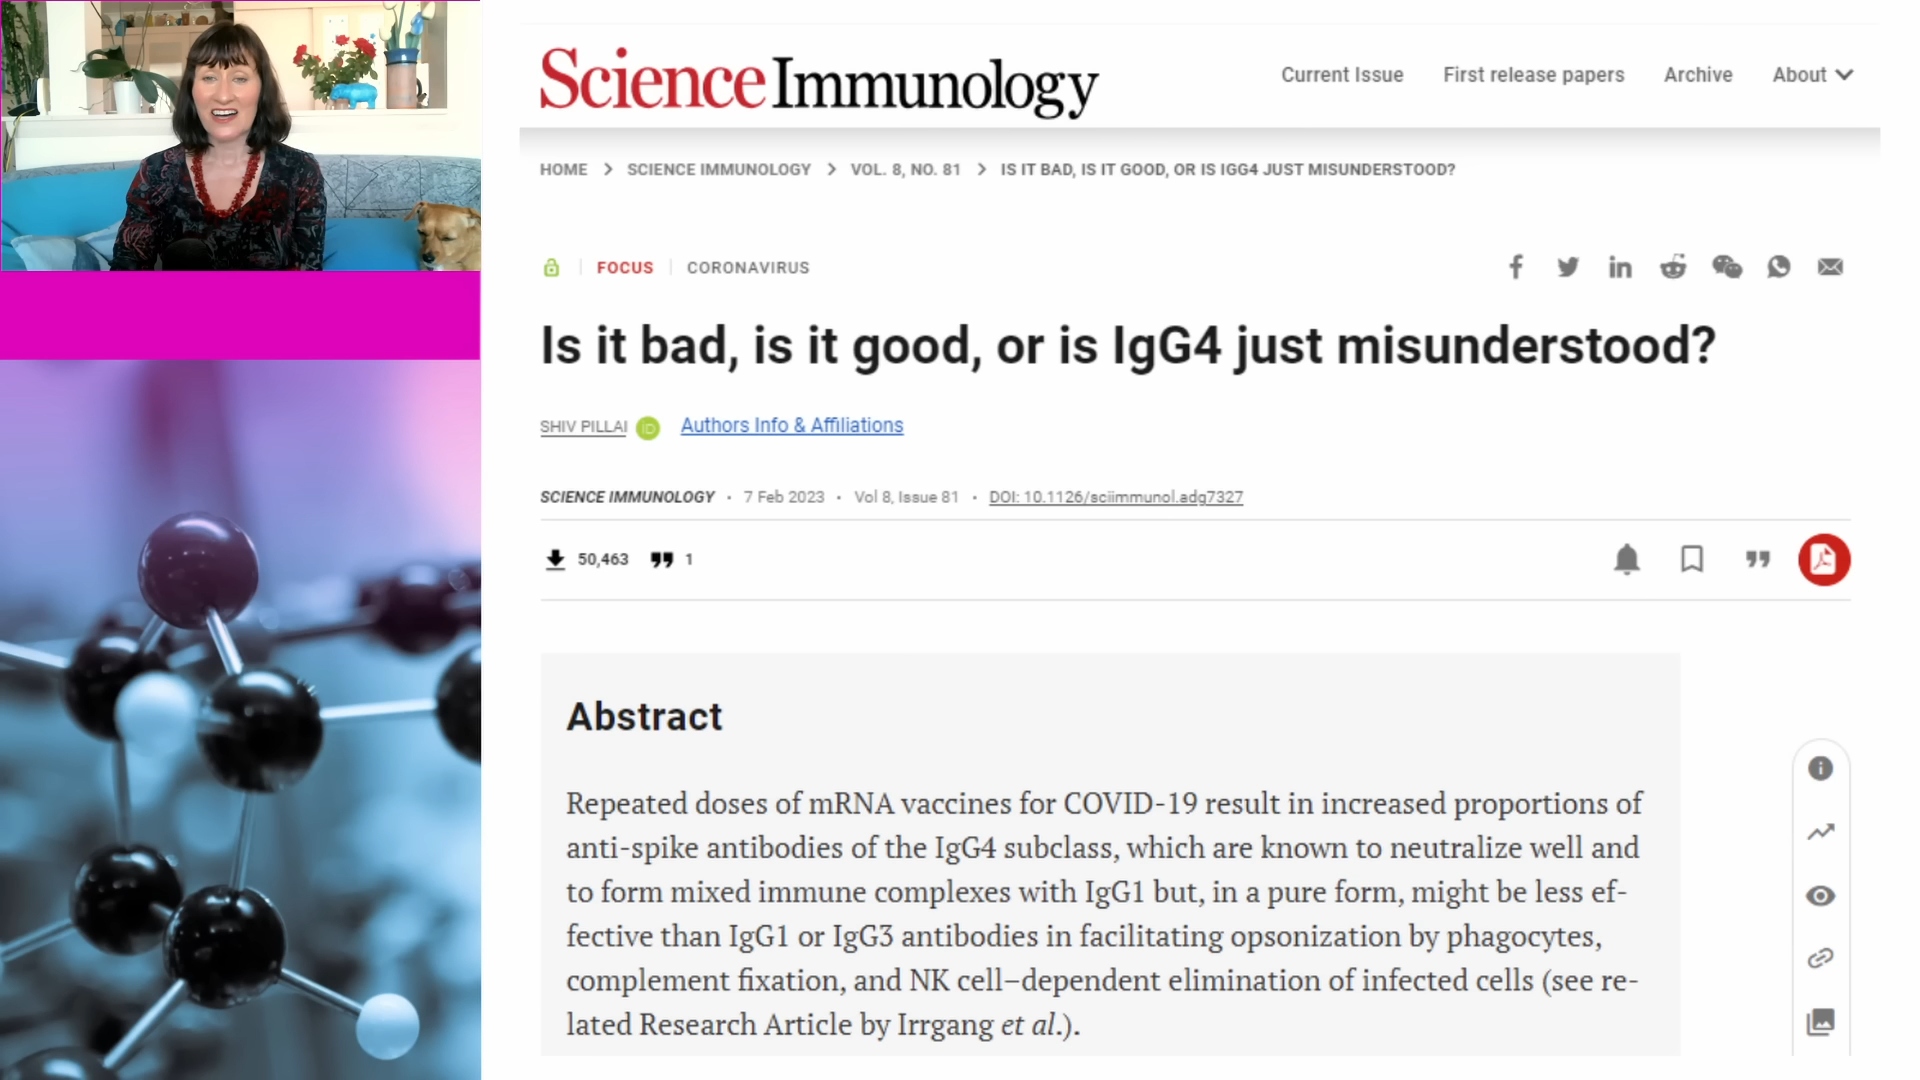 Science Immunology
Current Issue First release papers Archive About
HOME > SCIENCE IMMUNOLOGY > VOL. 8, NO. 81 > IS IT BAD, IS IT GOOD, OR IS IGG4 JUST MISUNDERSTOOD?
FOCUS | CORONAVIRUS
Is it bad, is it good, or is IgG4 just misunderstood?
SHIV PILLAI iD Authors Info & Affiliations
SCIENCE IMMUNOLOGY • 7 Feb 2023 • Vol 8, Issue 81 • DOI: 10.1126/sciimmunol.adg7327
50,463 1
Abstract
Repeated doses of mRNA vaccines for COVID-19 result in increased proportions of
anti-spike antibodies of the IgG4 subclass, which are known to neutralize well and
to form mixed immune complexes with IgG1 but, in a pure form, might be less ef-
fective than IgG1 or IgG3 antibodies in facilitating opsonization by phagocytes,
complement fixation, and NK cell–dependent elimination of infected cells (see re-
lated Research Article by Irrgang et al.).